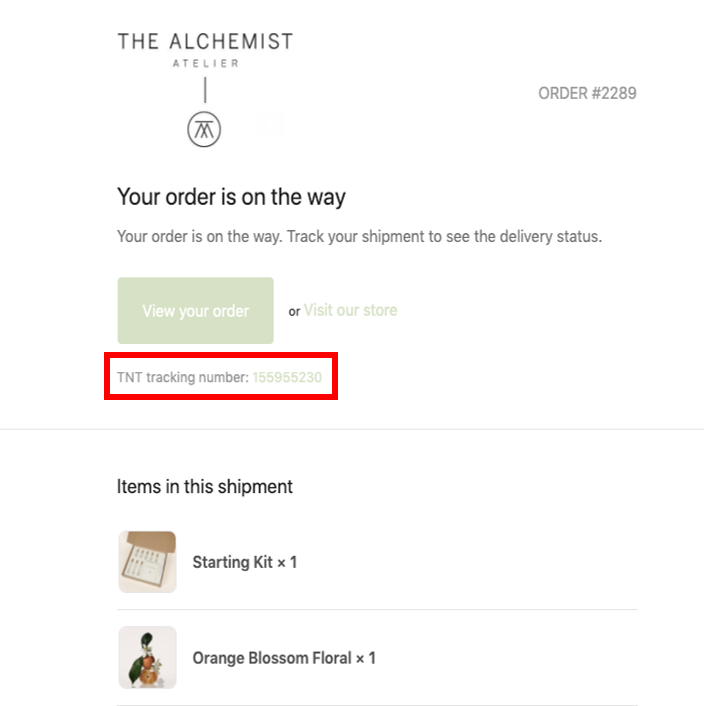 THE ALCHEMIST
ATELIER
ORDER #2289
Your order is on the way
Your order is on the way. Track your shipment to see the delivery status.
View your order or Visit our store
TNT tracking number: 155955230
Items in this shipment
Starting Kit × 1
Orange Blossom Floral × 1